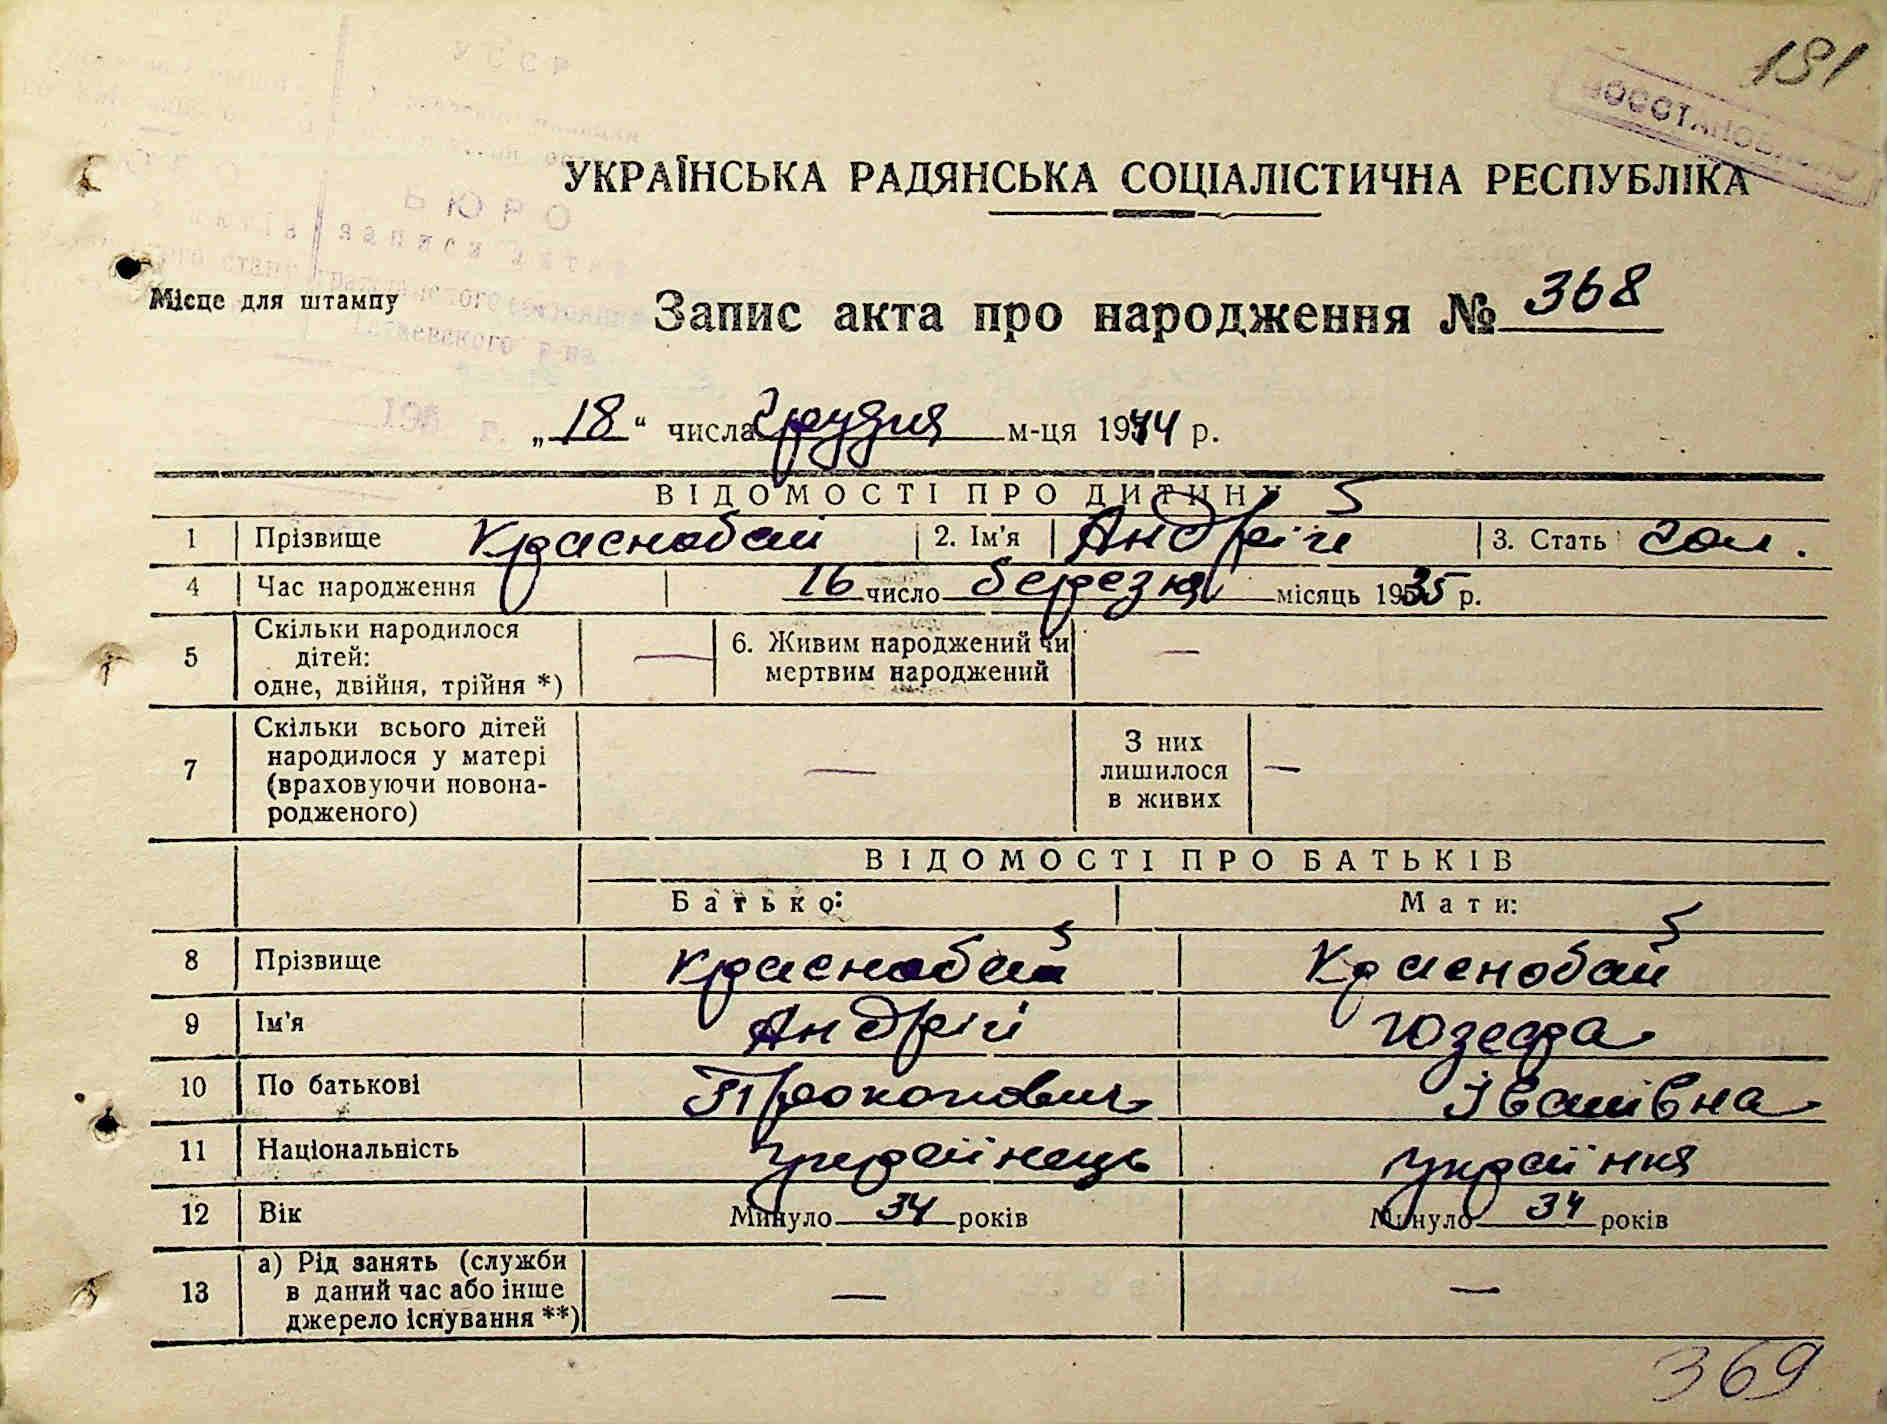 191
ВОССТАНОВЛЕНО
УКРАЇНСЬКА РАДЯНСЬКА СОЦІАЛІСТИЧНА РЕСПУБЛІКА
Місце для штампу
Запис акта про народження № 368
„18“ числа грудня м-ця 1944 р.
ВІДОМОСТІ ПРО ДИТИНУ
1 Прізвище Краснобай 2. Ім'я Андрій 3. Стать чол.
4 Час народження 16 число березня місяць 1935 р.
5 Скільки народилося дітей: одне, двійня, трійня *) — 6. Живим народжений чи мертвим народжений —
7 Скільки всього дітей народилося у матері (враховуючи новонародженого) — З них лишилося в живих —
ВІДОМОСТІ ПРО БАТЬКІВ
Батько: Мати:
8 Прізвище Краснобай Краснобай
9 Ім'я Андрій Юзефа
10 По батькові Прокопович Іванівна
11 Національність українець українка
12 Вік Минуло 34 років Минуло 34 років
13 а) Рід занять (служби в даний час або інше джерело існування **) — —
369